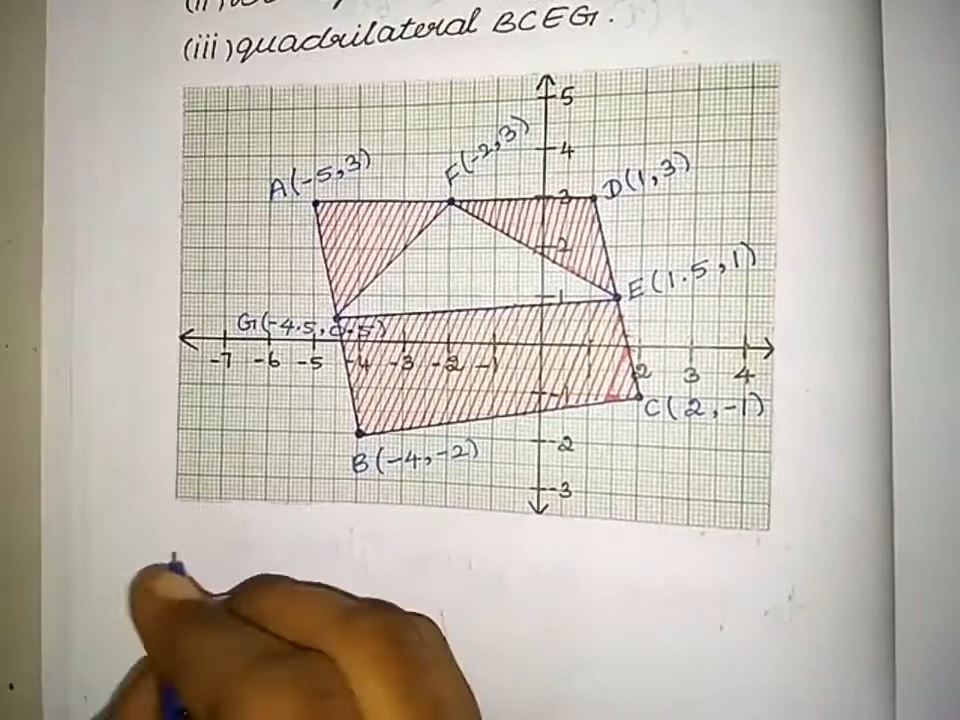 (iii) quadrilateral BCEG.
5
4
A(-5,3)
F(-2,3)
3
D(1,3)
2
1
E(1.5,1)
G(-4.5,0.5)
-7 -6 -5 -4 -3 -2 -1 2 3 4
-1
C(2,-1)
B(-4,-2)
-2
-3